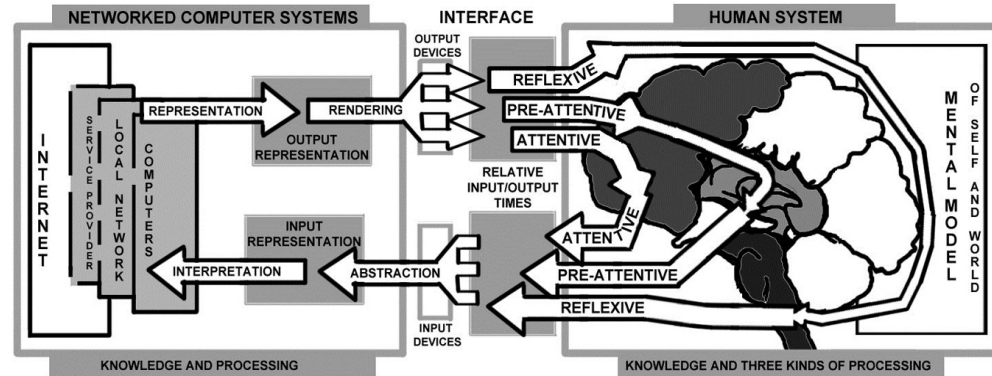 NETWORKED COMPUTER SYSTEMS
INTERFACE
HUMAN SYSTEM
INTERNET
SERVICE PROVIDER
LOCAL NETWORK
COMPUTERS
REPRESENTATION
OUTPUT
REPRESENTATION
RENDERING
OUTPUT
DEVICES
REFLEXIVE
PRE-ATTENTIVE
ATTENTIVE
RELATIVE
INPUT/OUTPUT
TIMES
ATTENTIVE
PRE-ATTENTIVE
REFLEXIVE
MENTAL MODEL
OF SELF AND WORLD
INPUT
REPRESENTATION
INTERPRETATION
ABSTRACTION
INPUT
DEVICES
KNOWLEDGE AND PROCESSING
KNOWLEDGE AND THREE KINDS OF PROCESSING